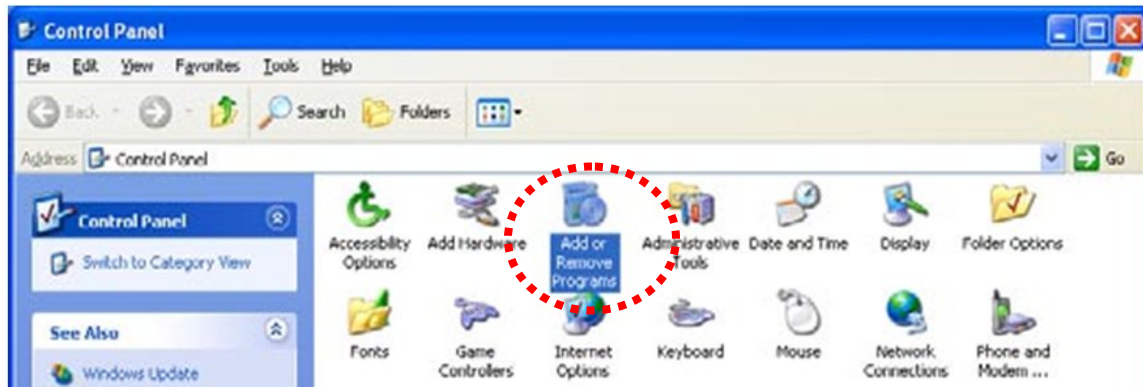 Control Panel
File Edit View Favorites Tools Help
Back Search Folders
Address Control Panel Go
Control Panel
Switch to Category View
See Also
Windows Update
Accessibility Options
Add Hardware
Add or Remove Programs
Administrative Tools
Date and Time
Display
Folder Options
Fonts
Game Controllers
Internet Options
Keyboard
Mouse
Network Connections
Phone and Modem ...